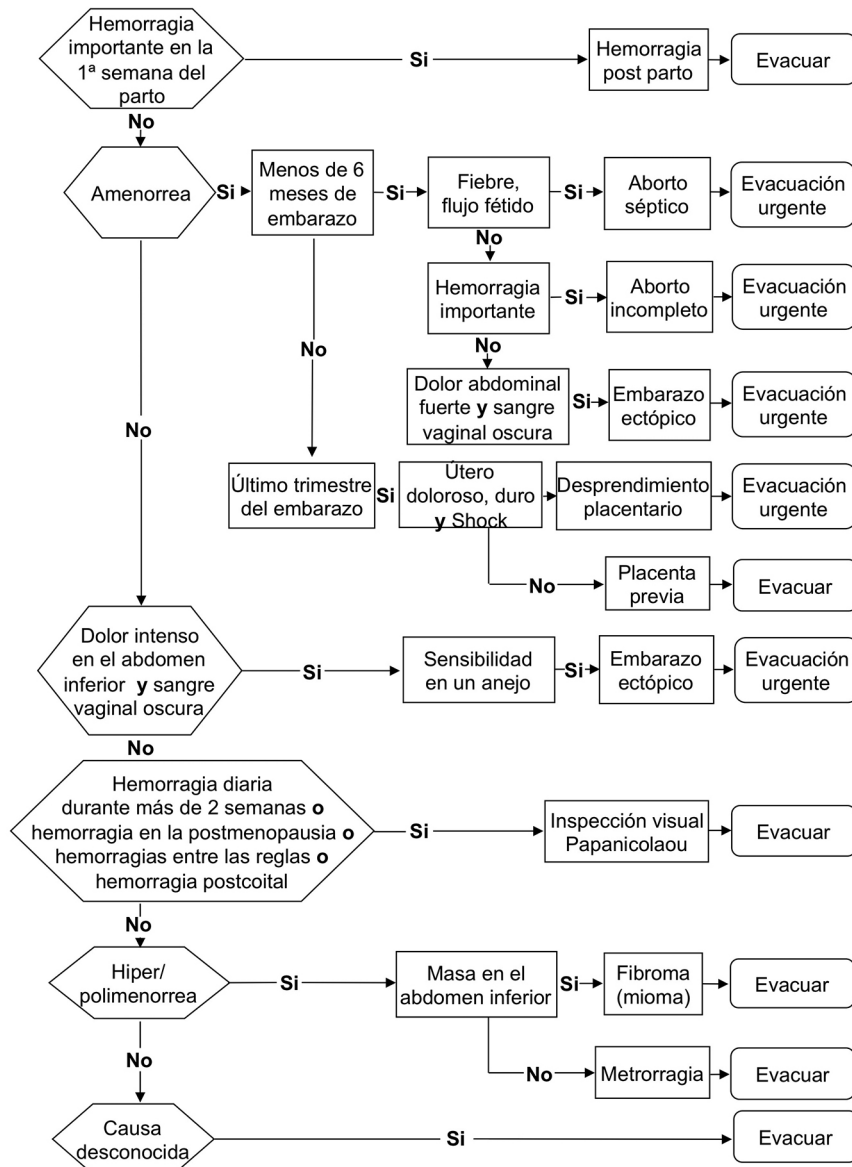 Hemorragia
importante en la
1ª semana del
parto
Si
Hemorragia
post parto
Evacuar
No
Amenorrea
Si
Menos de 6
meses de
embarazo
Si
Fiebre,
flujo fétido
Si
Aborto
séptico
Evacuación
urgente
No
Hemorragia
importante
Si
Aborto
incompleto
Evacuación
urgente
No
Dolor abdominal
fuerte y sangre
vaginal oscura
Si
Embarazo
ectópico
Evacuación
urgente
No
Último trimestre
del embarazo
Si
Útero
doloroso, duro
y Shock
Desprendimiento
placentario
Evacuación
urgente
No
Placenta
previa
Evacuar
No
Dolor intenso
en el abdomen
inferior y sangre
vaginal oscura
Si
Sensibilidad
en un anejo
Si
Embarazo
ectópico
Evacuación
urgente
No
Hemorragia diaria
durante más de 2 semanas o
hemorragia en la postmenopausia o
hemorragias entre las reglas o
hemorragia postcoital
Si
Inspección visual
Papanicolaou
Evacuar
No
Hiper/
polimenorrea
Si
Masa en el
abdomen inferior
Si
Fibroma
(mioma)
Evacuar
No
Metrorragia
Evacuar
No
Causa
desconocida
Si
Evacuar